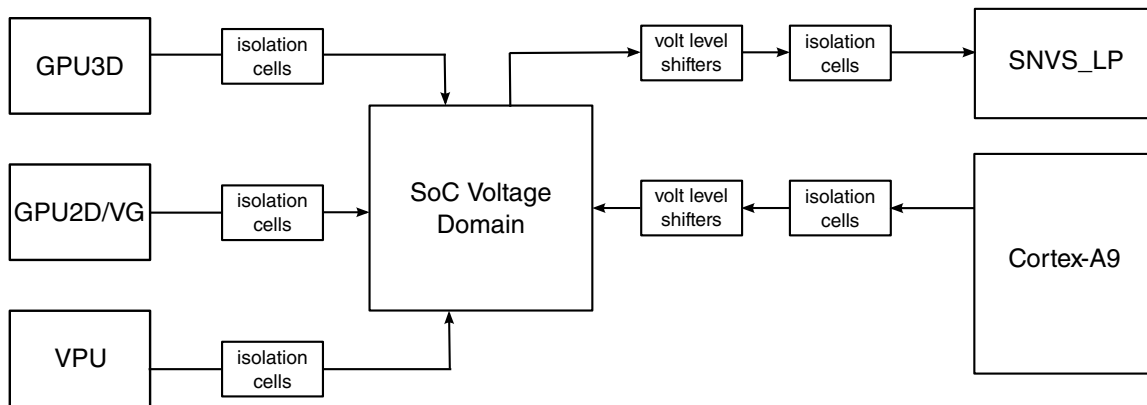 GPU3D
isolation
cells
volt level
shifters
isolation
cells
SNVS_LP
GPU2D/VG
isolation
cells
SoC Voltage
Domain
volt level
shifters
isolation
cells
Cortex-A9
VPU
isolation
cells